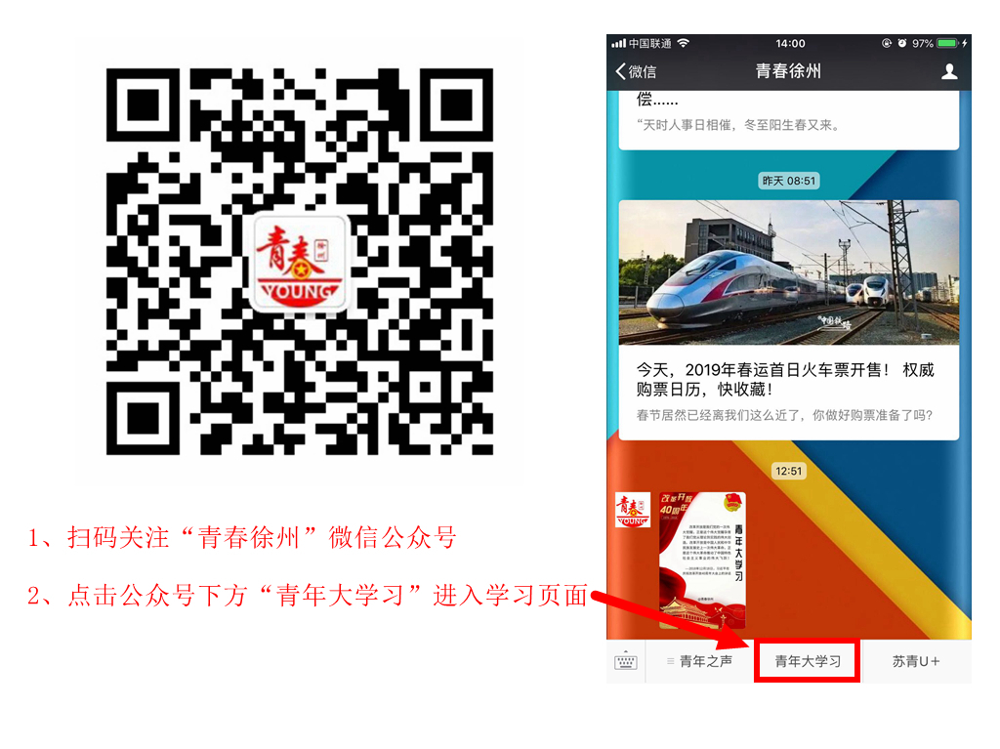 青春
徐州
YOUNG
1、扫码关注“青春徐州”微信公众号
2、点击公众号下方“青年大学习”进入学习页面
中国联通
14:00
97%
微信
青春徐州
偿......
“天时人事日相催，冬至阳生春又来。
昨天 08:51
中国铁路
今天，2019年春运首日火车票开售！ 权威
购票日历，快收藏！
春节居然已经离我们这么近了，你做好购票准备了吗?
12:51
青春
YOUNG
改革开放
40周年
青年大学习
青年之声
青年大学习
苏青U+